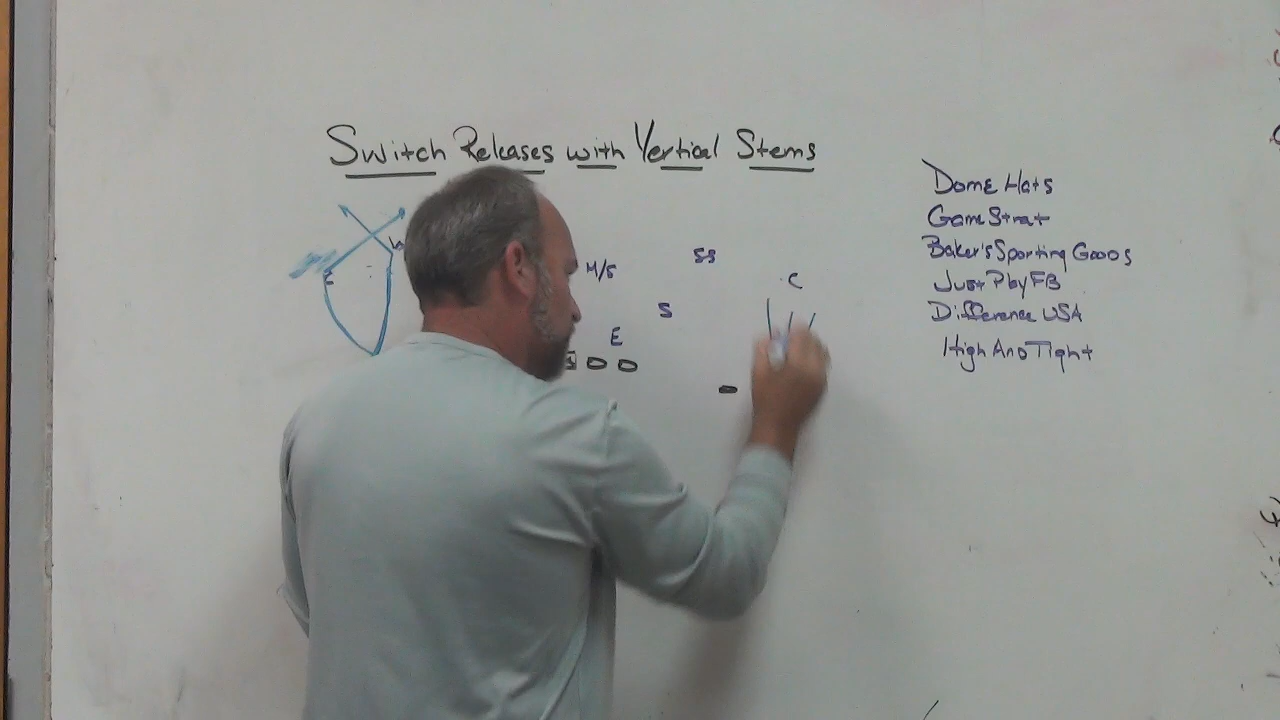 Switch Releases with Vertical Stems
Dome Hats
Game Strat
Baker's Sporting Goods
Just Play FB
Difference USA
High And Tight
SS
M/S
C
S
E
C